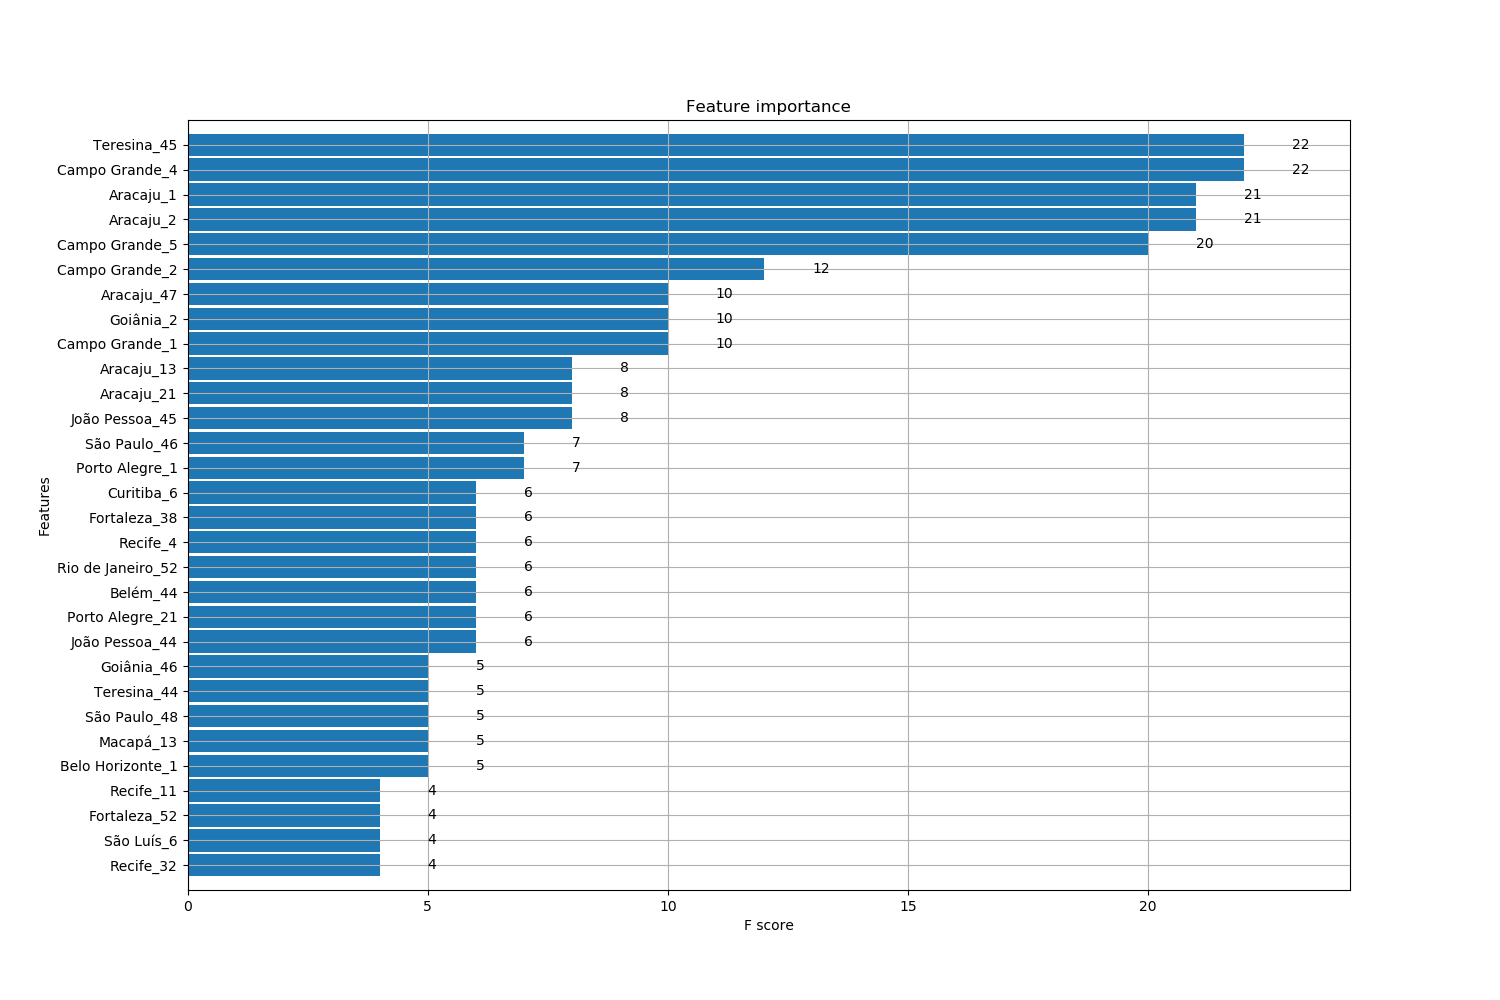 Feature importance
Teresina_45 22
Campo Grande_4 22
Aracaju_1 21
Aracaju_2 21
Campo Grande_5 20
Campo Grande_2 12
Aracaju_47 10
Goiânia_2 10
Campo Grande_1 10
Aracaju_13 8
Aracaju_21 8
João Pessoa_45 8
São Paulo_46 7
Porto Alegre_1 7
Curitiba_6 6
Fortaleza_38 6
Recife_4 6
Rio de Janeiro_52 6
Belém_44 6
Porto Alegre_21 6
João Pessoa_44 6
Goiânia_46 5
Teresina_44 5
São Paulo_48 5
Macapá_13 5
Belo Horizonte_1 5
Recife_11 4
Fortaleza_52 4
São Luís_6 4
Recife_32 4
Features
0 5 10 15 20
F score